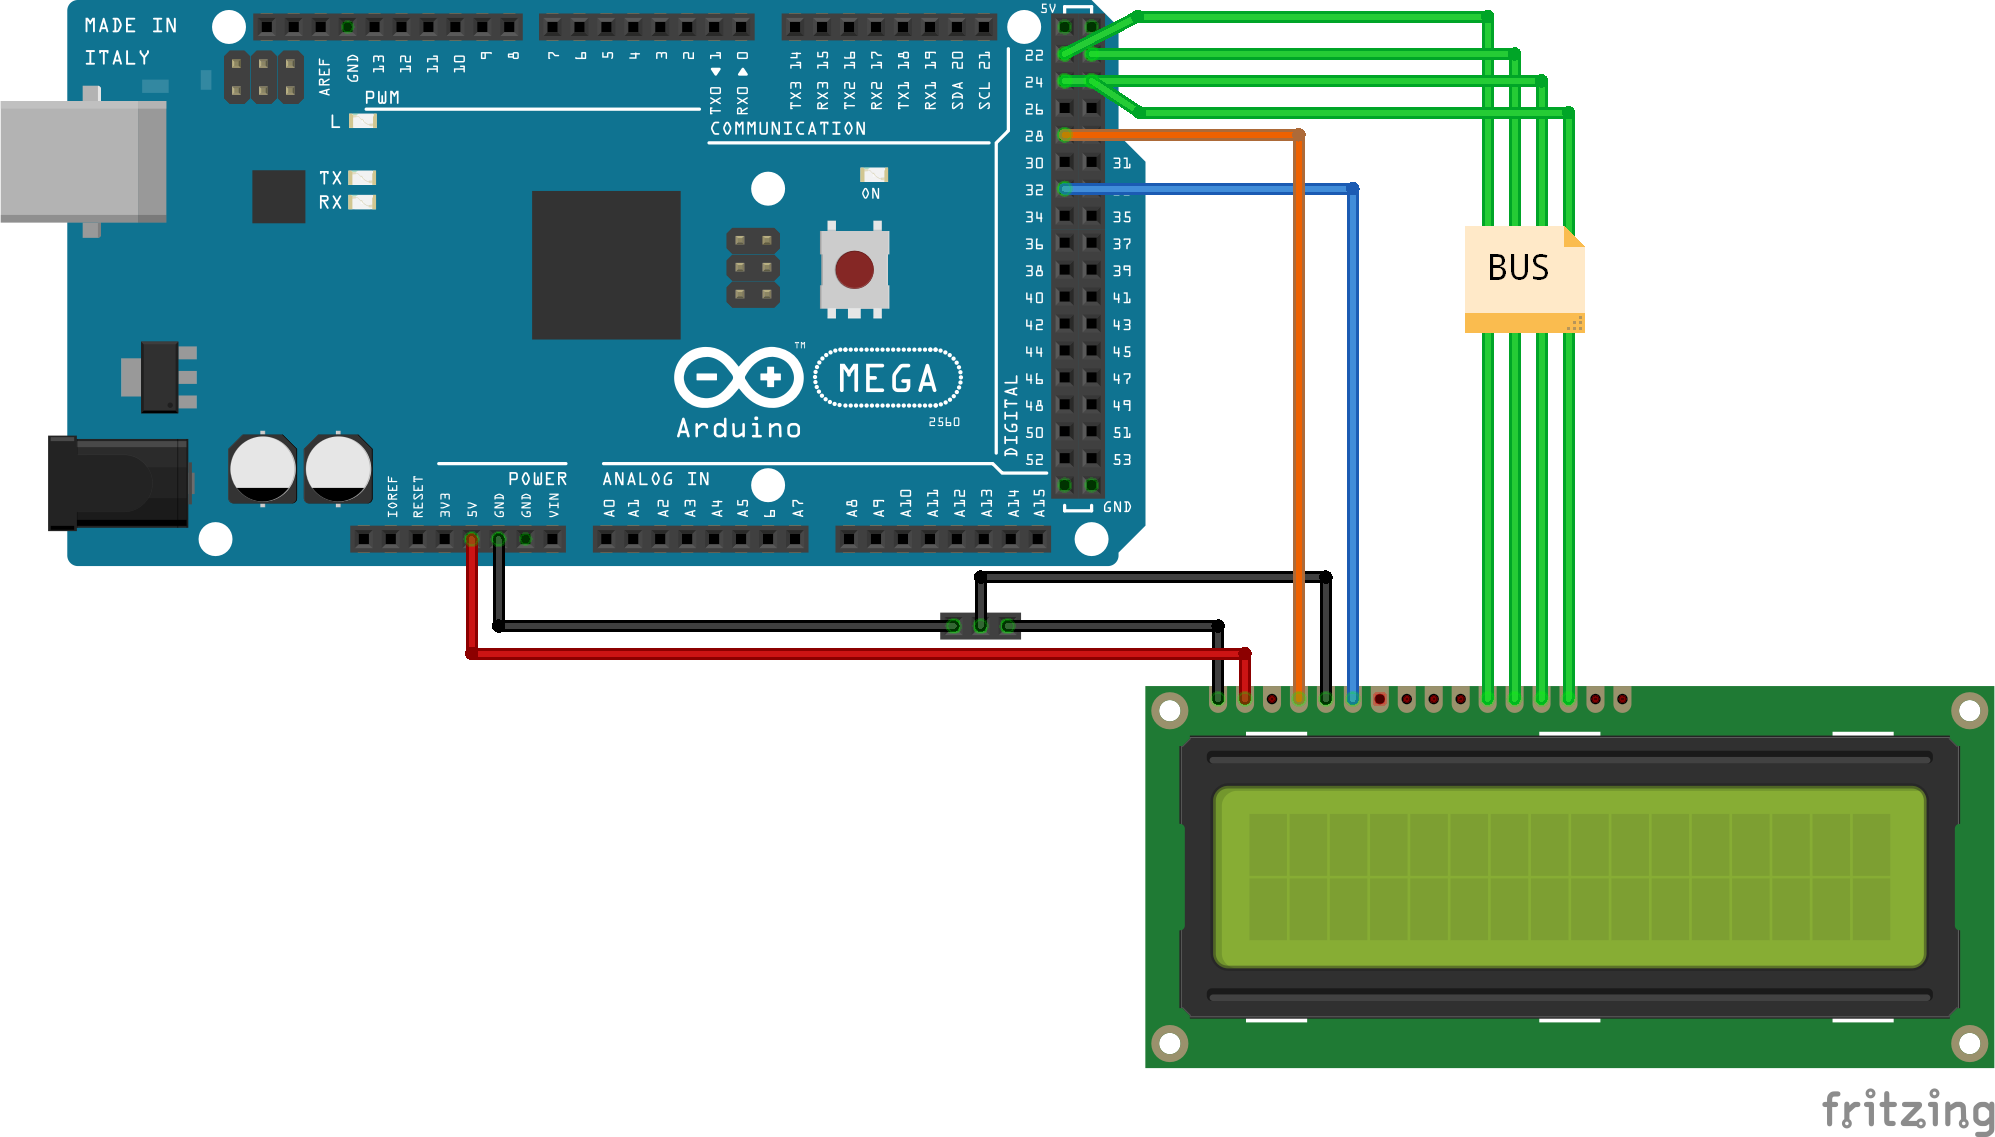 MADE IN
ITALY
AREF
GND
13
12
11
10
9
8
7
6
5
4
3
2
TX0 1
RX0 0
TX3 14
RX3 15
TX2 16
RX2 17
TX1 18
RX1 19
SDA 20
SCL 21
5V
PWM
COMMUNICATION
L
TX
RX
ON
22
24
26
28
30 31
32
34 35
36 37
38 39
40 41
42 43
44 45
46 47
48 49
50 51
52 53
GND
DIGITAL
BUS
TM
MEGA
Arduino
2560
POWER
ANALOG IN
IOREF
RESET
3V3
5V
GND
GND
VIN
A0
A1
A2
A3
A4
A5
6
A7
A8
A9
A10
A11
A12
A13
A14
A15
fritzing